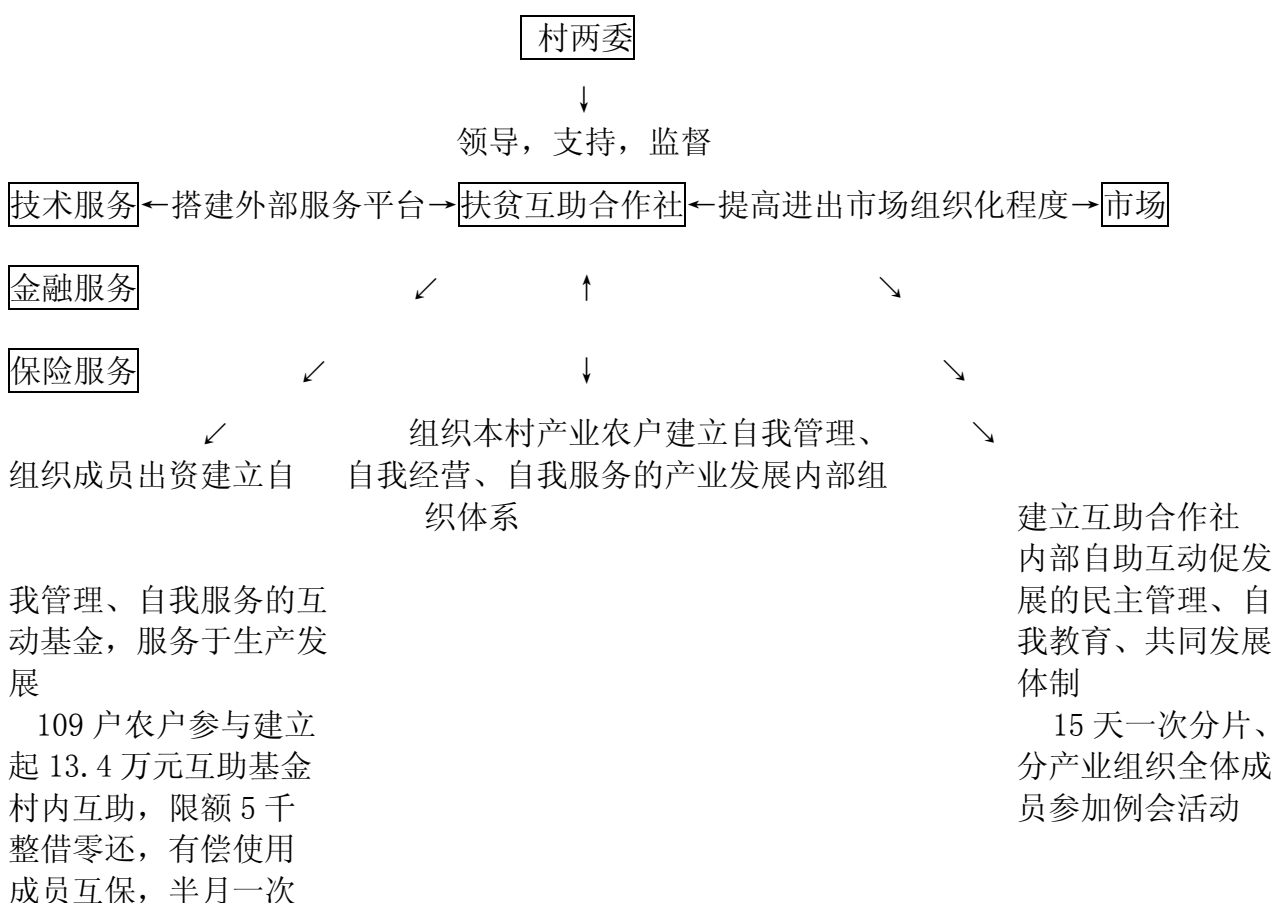 村两委
↓
领导，支持，监督
技术服务←搭建外部服务平台→扶贫互助合作社←提高进出市场组织化程度→市场
金融服务 ↙ ↑ ↘
保险服务 ↙ ↓ ↘
↙ 组织本村产业农户建立自我管理、 ↘
组织成员出资建立自 自我经营、自我服务的产业发展内部组
织体系
我管理、自我服务的互
动基金，服务于生产发
展
109 户农户参与建立
起 13.4 万元互助基金
村内互助，限额 5 千
整借零还，有偿使用
成员互保，半月一次
建立互助合作社
内部自助互动促发
展的民主管理、自
我教育、共同发展
体制
15 天一次分片、
分产业组织全体成
员参加例会活动